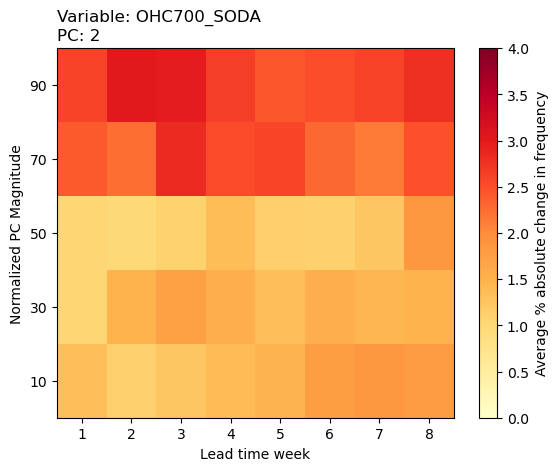 Variable: OHC700_SODA
PC: 2
90
70
50
30
10
Normalized PC Magnitude
1 2 3 4 5 6 7 8
Lead time week
4.0
3.5
3.0
2.5
2.0
1.5
1.0
0.5
0.0
Average % absolute change in frequency